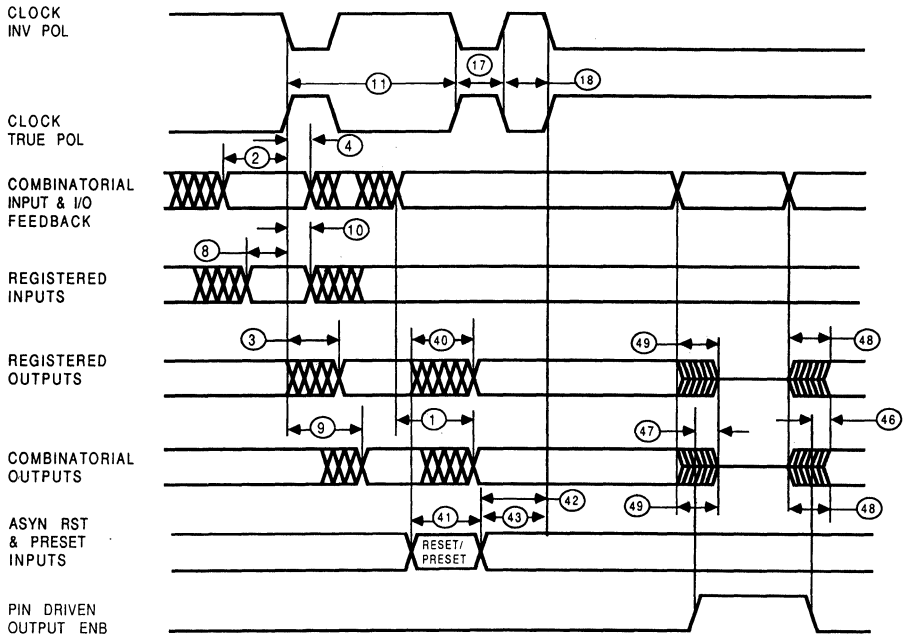 CLOCK
INV POL
17
11
18
CLOCK
TRUE POL
4
2
COMBINATORIAL
INPUT & I/O
FEEDBACK
10
8
REGISTERED
INPUTS
3
40
49
48
REGISTERED
OUTPUTS
1
9
47
46
COMBINATORIAL
OUTPUTS
42
49
48
41
43
ASYN RST
& PRESET
INPUTS
RESET/
PRESET
PIN DRIVEN
OUTPUT ENB